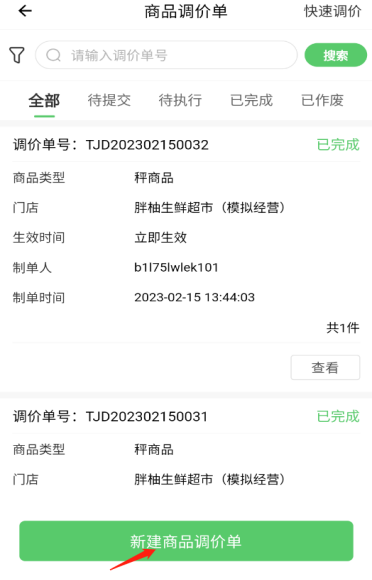 商品调价单 快速调价
请输入调价单号 搜索
全部 待提交 待执行 已完成 已作废
调价单号：TJD202302150032 已完成
商品类型 秤商品
门店 胖柚生鲜超市（模拟经营）
生效时间 立即生效
制单人 b1l75lwlek101
制单时间 2023-02-15 13:44:03
共1件
查看
调价单号：TJD202302150031 已完成
商品类型 秤商品
门店 胖柚生鲜超市（模拟经营）
新建商品调价单